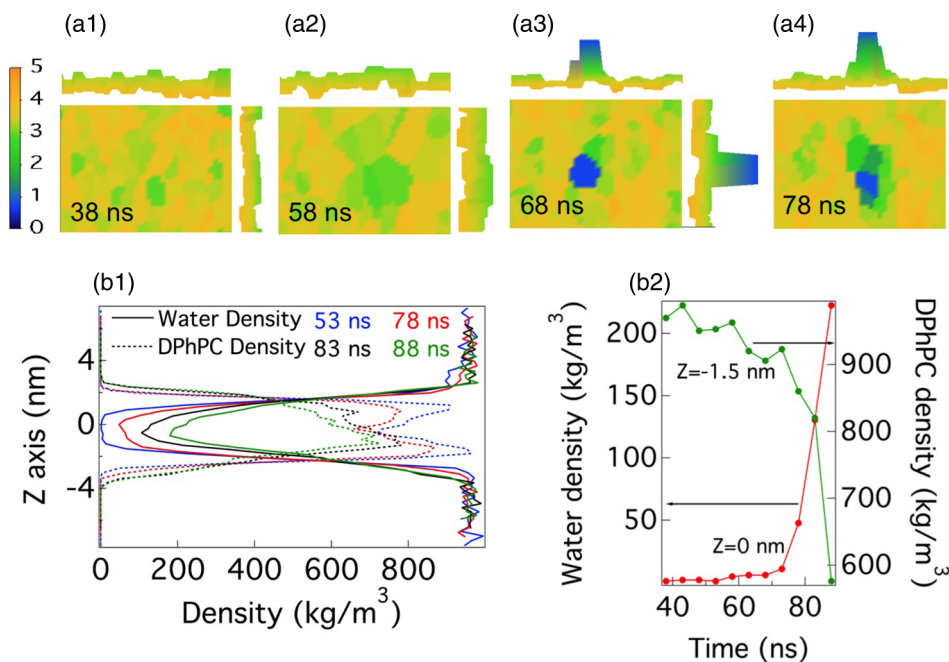 (a1)
(a2)
(a3)
(a4)
5
4
3
2
1
0
38 ns
58 ns
68 ns
78 ns
(b1)
Water Density 53 ns 78 ns
DPhPC Density 83 ns 88 ns
4
0
-4
Z axis (nm)
0
200
400
600
800
Density (kg/m³)
(b2)
200
150
100
50
Water density (kg/m³)
Z=-1.5 nm
Z=0 nm
900
800
700
600
DPhPC density (kg/m³)
40
60
80
Time (ns)